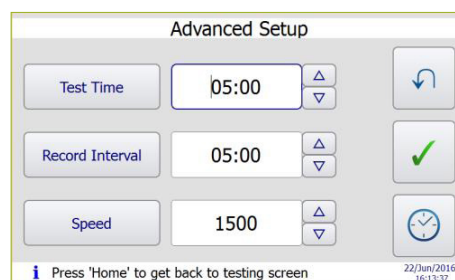 Advanced Setup
Test Time 05:00
Record Interval 05:00
Speed 1500
i Press 'Home' to get back to testing screen
22/Jun/2016
16:13:37